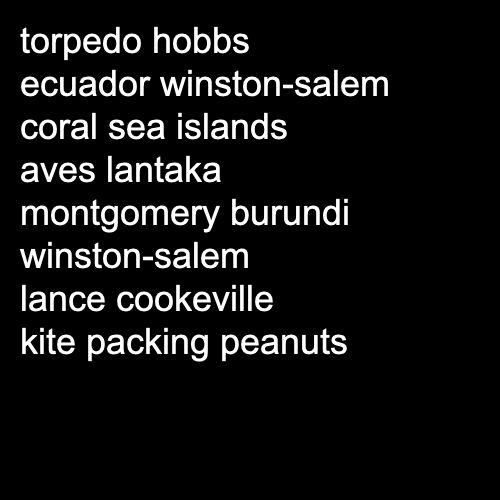 torpedo hobbs
ecuador winston-salem
coral sea islands
aves lantaka
montgomery burundi
winston-salem
lance cookeville
kite packing peanuts